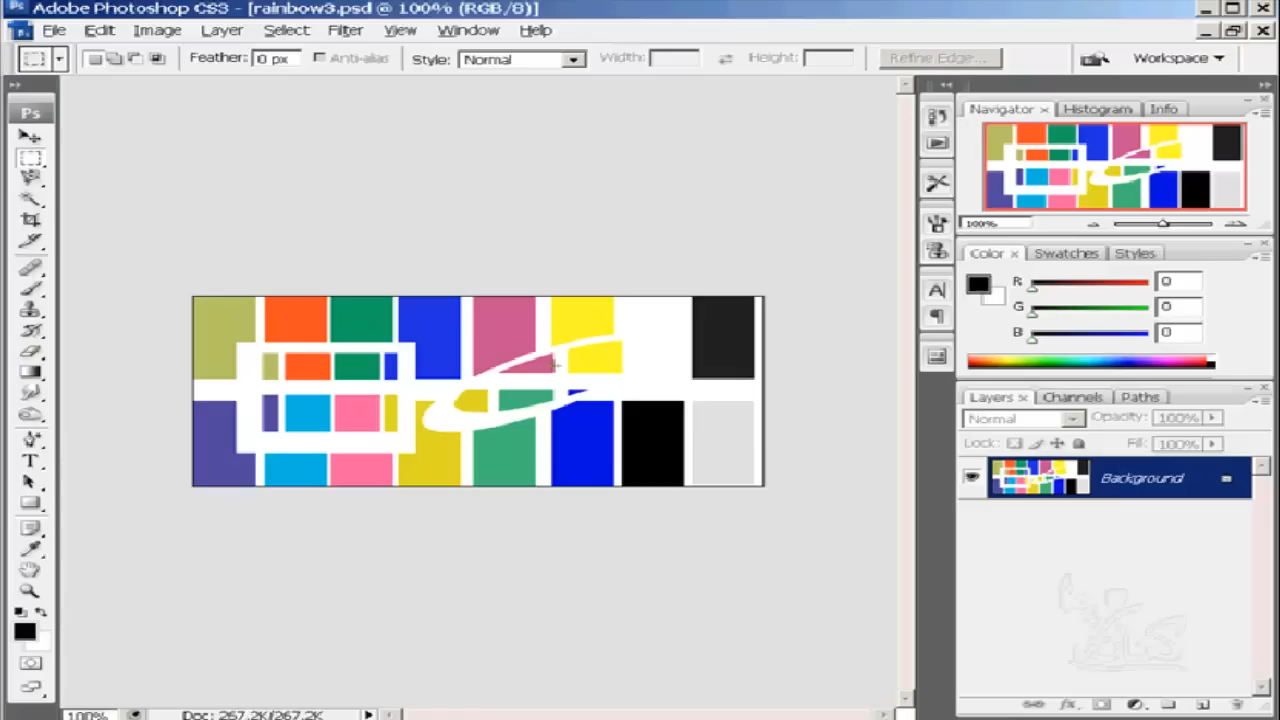 Adobe Photoshop CS3 - [rainbow3.psd @ 100% (RGB/8)]
File Edit Image Layer Select Filter View Window Help
Feather: 0 px Anti-alias Style: Normal Width: Height: Refine Edge... Workspace
Ps
Navigator × Histogram Info
100%
Color × Swatches Styles
R 0
G 0
B 0
Layers × Channels Paths
Normal Opacity: 100%
Lock: Fill: 100%
Background
100% Doc: 267.2K/267.2K